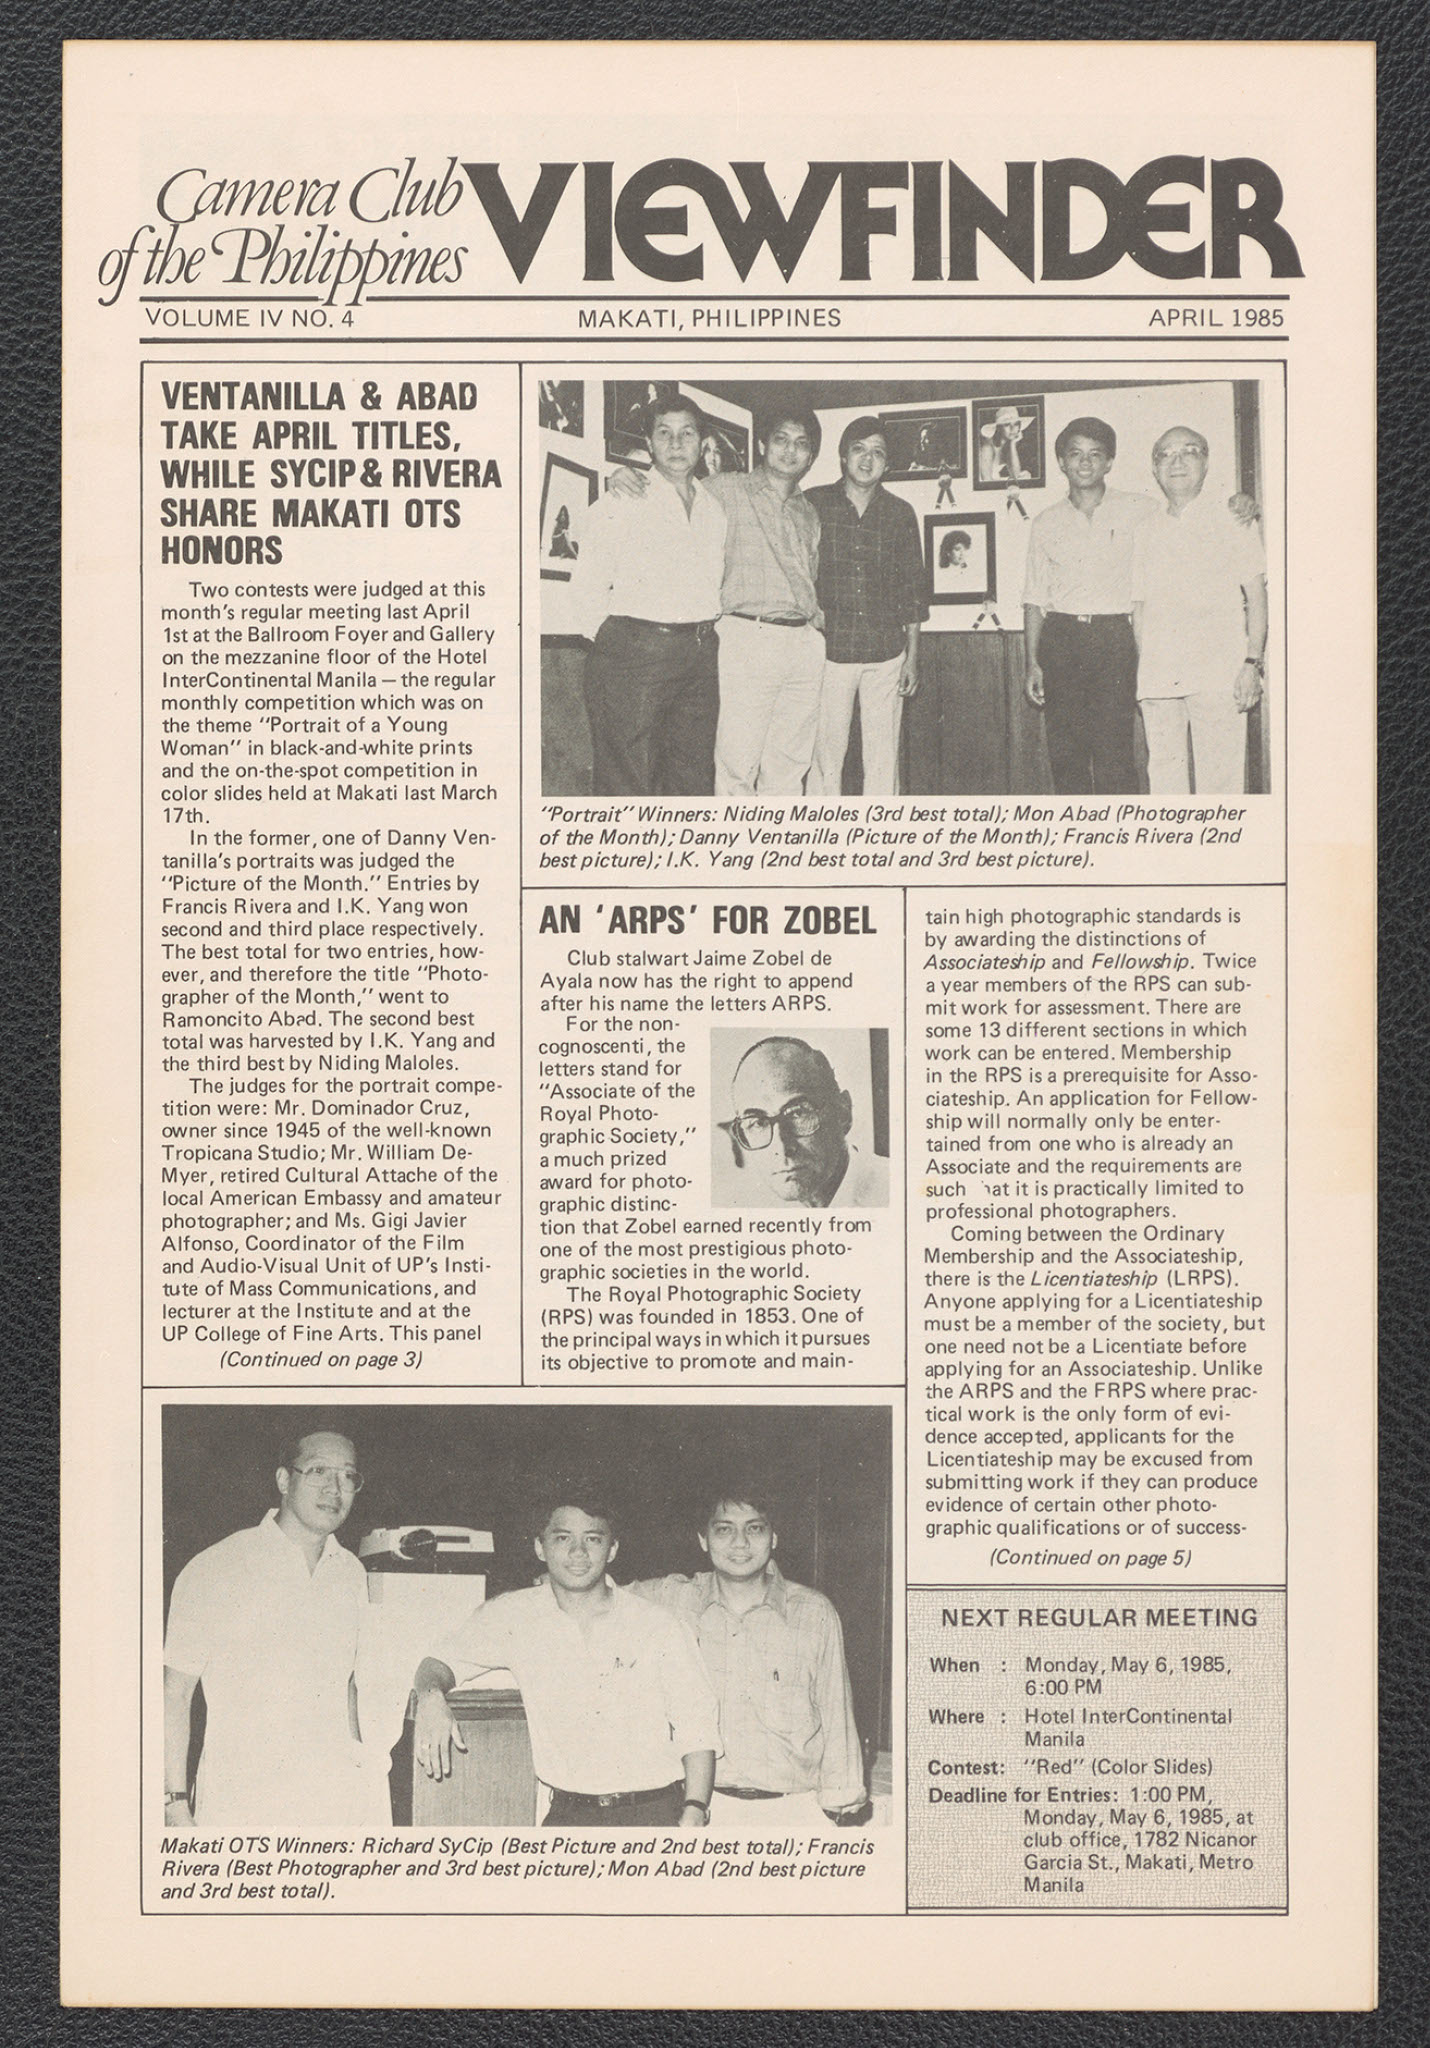 Camera Club
of the Philippines
VIEWFINDER
VOLUME IV NO. 4
MAKATI, PHILIPPINES
APRIL 1985
VENTANILLA & ABAD
TAKE APRIL TITLES,
WHILE SYCIP & RIVERA
SHARE MAKATI OTS
HONORS
Two contests were judged at this
month's regular meeting last April
1st at the Ballroom Foyer and Gallery
on the mezzanine floor of the Hotel
InterContinental Manila — the regular
monthly competition which was on
the theme "Portrait of a Young
Woman" in black-and-white prints
and the on-the-spot competition in
color slides held at Makati last March
17th.
In the former, one of Danny Ven-
tanilla's portraits was judged the
"Picture of the Month." Entries by
Francis Rivera and I.K. Yang won
second and third place respectively.
The best total for two entries, how-
ever, and therefore the title "Photo-
grapher of the Month," went to
Ramoncito Abad. The second best
total was harvested by I.K. Yang and
the third best by Niding Maloles.
The judges for the portrait compe-
tition were: Mr. Dominador Cruz,
owner since 1945 of the well-known
Tropicana Studio; Mr. William De-
Myer, retired Cultural Attache of the
local American Embassy and amateur
photographer; and Ms. Gigi Javier
Alfonso, Coordinator of the Film
and Audio-Visual Unit of UP's Insti-
tute of Mass Communications, and
lecturer at the Institute and at the
UP College of Fine Arts. This panel
(Continued on page 3)
"Portrait" Winners: Niding Maloles (3rd best total); Mon Abad (Photographer
of the Month); Danny Ventanilla (Picture of the Month); Francis Rivera (2nd
best picture); I.K. Yang (2nd best total and 3rd best picture).
AN 'ARPS' FOR ZOBEL
Club stalwart Jaime Zobel de
Ayala now has the right to append
after his name the letters ARPS.
For the non-
cognoscenti, the
letters stand for
"Associate of the
Royal Photo-
graphic Society,"
a much prized
award for photo-
graphic distinc-
tion that Zobel earned recently from
one of the most prestigious photo-
graphic societies in the world.
The Royal Photographic Society
(RPS) was founded in 1853. One of
the principal ways in which it pursues
its objective to promote and main-
tain high photographic standards is
by awarding the distinctions of
Associateship and Fellowship. Twice
a year members of the RPS can sub-
mit work for assessment. There are
some 13 different sections in which
work can be entered. Membership
in the RPS is a prerequisite for Asso-
ciateship. An application for Fellow-
ship will normally only be enter-
tained from one who is already an
Associate and the requirements are
such hat it is practically limited to
professional photographers.
Coming between the Ordinary
Membership and the Associateship,
there is the Licentiateship (LRPS).
Anyone applying for a Licentiateship
must be a member of the society, but
one need not be a Licentiate before
applying for an Associateship. Unlike
the ARPS and the FRPS where prac-
tical work is the only form of evi-
dence accepted, applicants for the
Licentiateship may be excused from
submitting work if they can produce
evidence of certain other photo-
graphic qualifications or of success-
(Continued on page 5)
Makati OTS Winners: Richard SyCip (Best Picture and 2nd best total); Francis
Rivera (Best Photographer and 3rd best picture); Mon Abad (2nd best picture
and 3rd best total).
NEXT REGULAR MEETING
When : Monday, May 6, 1985,
6:00 PM
Where : Hotel InterContinental
Manila
Contest: "Red" (Color Slides)
Deadline for Entries: 1:00 PM,
Monday, May 6, 1985, at
club office, 1782 Nicanor
Garcia St., Makati, Metro
Manila